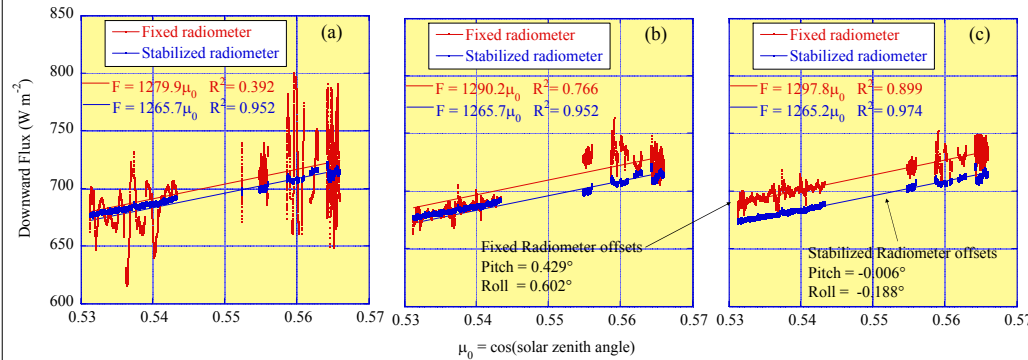 Downward Flux (W m-2)
850
800
750
700
650
600
Fixed radiometer
Stabilized radiometer
(a)
F = 1279.9μ0 R2= 0.392
F = 1265.7μ0 R2= 0.952
0.53 0.54 0.55 0.56 0.57
Fixed radiometer
Stabilized radiometer
(b)
F = 1290.2μ0 R2= 0.766
F = 1265.7μ0 R2= 0.952
Fixed Radiometer offsets
Pitch = 0.429°
Roll = 0.602°
0.53 0.54 0.55 0.56 0.57
Fixed radiometer
Stabilized radiometer
(c)
F = 1297.8μ0 R2= 0.899
F = 1265.2μ0 R2= 0.974
Stabilized Radiometer offsets
Pitch = -0.006°
Roll = -0.188°
0.53 0.54 0.55 0.56 0.57
μ0 = cos(solar zenith angle)